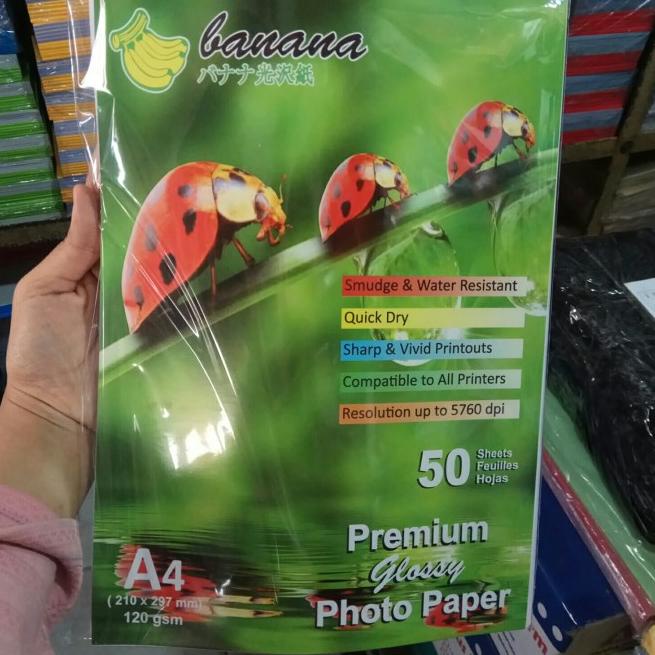 banana
バナナ光沢紙
Smudge & Water Resistant
Quick Dry
Sharp & Vivid Printouts
Compatible to All Printers
Resolution up to 5760 dpi
50 Sheets
Feuilles
Hojas
Premium
Glossy
Photo Paper
A4
( 210 x 297 mm)
120 gsm